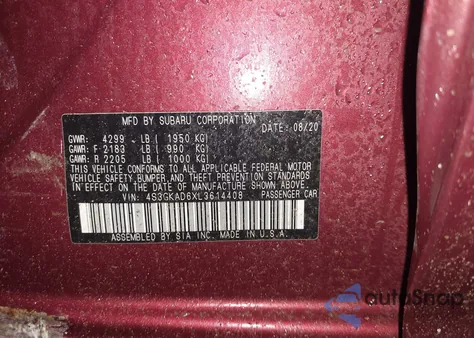 MFD BY SUBARU CORPORATION
DATE: 08/20
GVWR: 4299 LB ( 1950 KG)
GAWR: F 2183 LB ( 990 KG)
GAWR: R 2205 LB ( 1000 KG)
THIS VEHICLE CONFORMS TO ALL APPLICABLE FEDERAL MOTOR
VEHICLE SAFETY, BUMPER, AND THEFT PREVENTION STANDARDS
IN EFFECT ON THE DATE OF MANUFACTURE SHOWN ABOVE.
VIN: 4S3GKAD6XL3614408 PASSENGER CAR
ASSEMBLED BY SIA INC. MADE IN U.S.A.
autoSnap